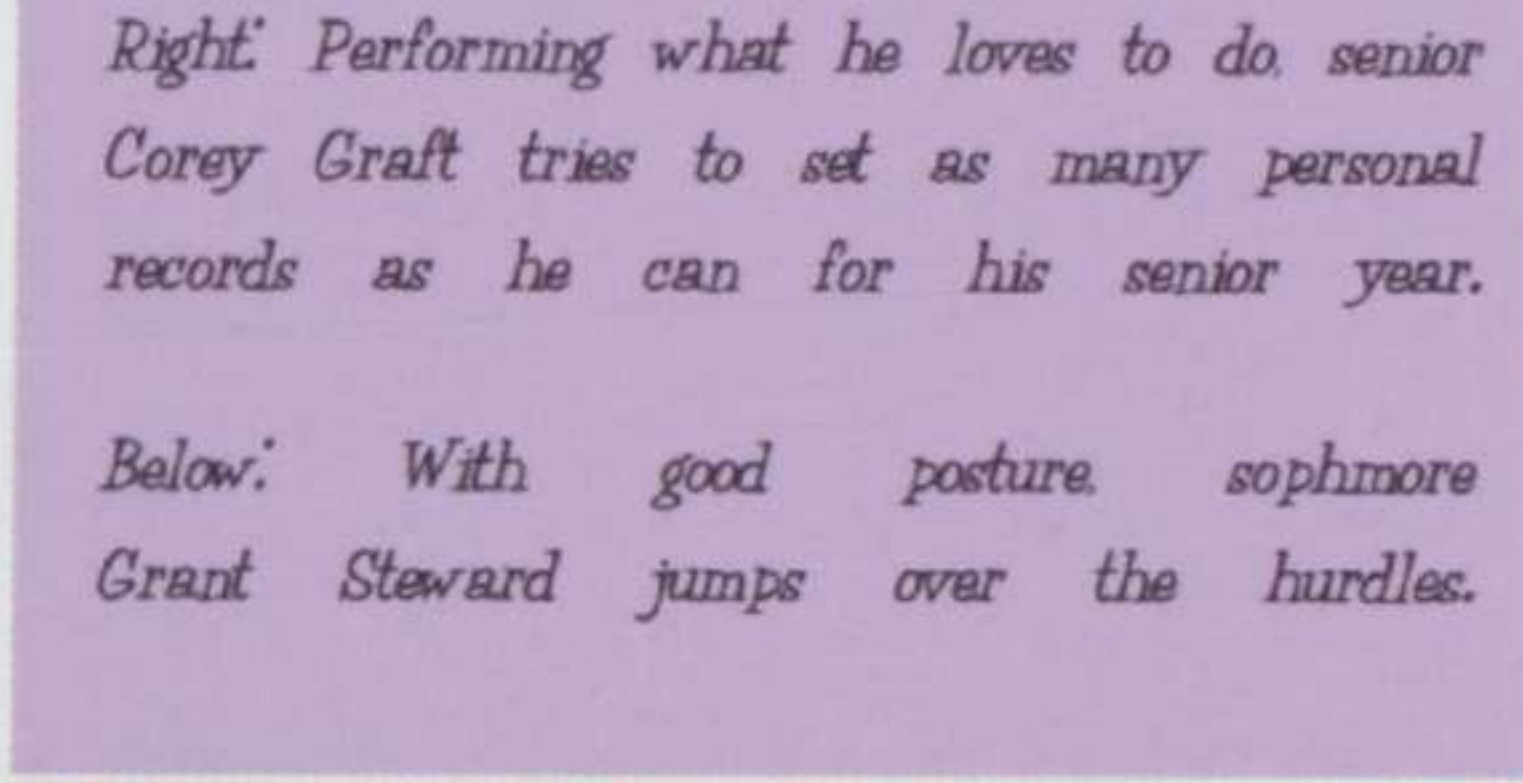 Right: Performing what he loves to do, senior
Corey Graft tries to set as many personal
records as he can for his senior year.
Below: With good posture, sophmore
Grant Steward jumps over the hurdles.